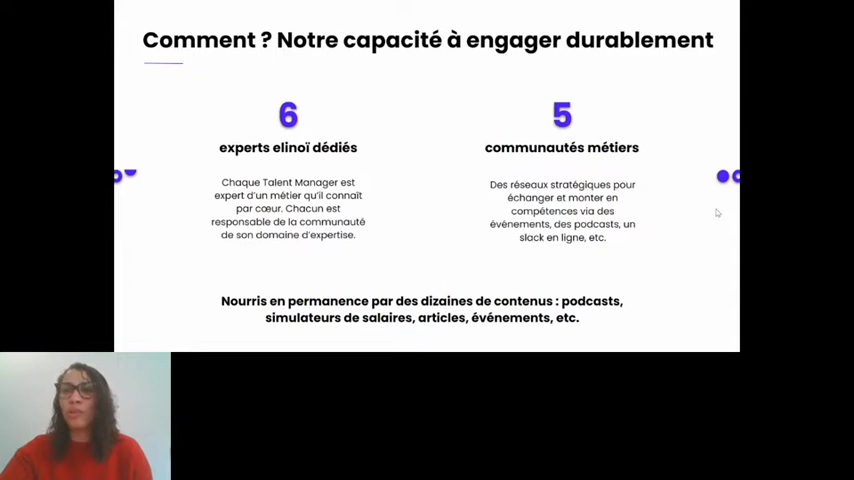 Comment ? Notre capacité à engager durablement
6
experts elinoï dédiés
Chaque Talent Manager est
expert d'un métier qu'il connaît
par cœur. Chacun est
responsable de la communauté
de son domaine d'expertise.
5
communautés métiers
Des réseaux stratégiques pour
échanger et monter en
compétences via des
événements, des podcasts, un
slack en ligne, etc.
Nourris en permanence par des dizaines de contenus : podcasts,
simulateurs de salaires, articles, événements, etc.